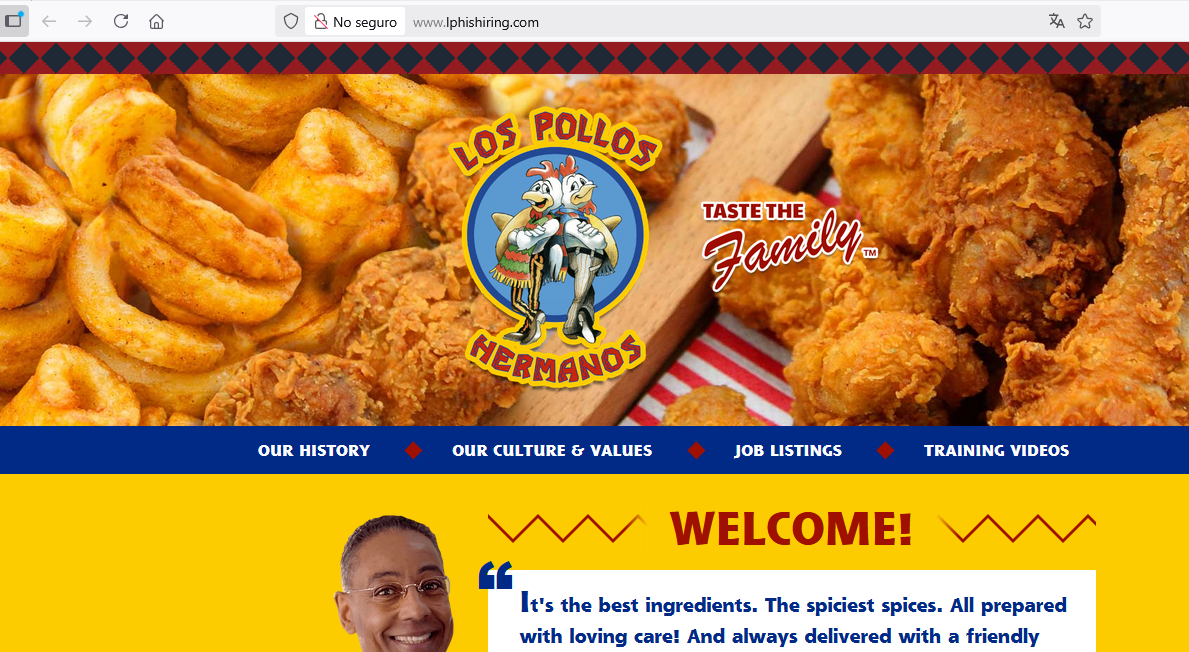 No seguro
www.lphishiring.com
LOS POLLOS
HERMANOS
TASTE THE
Family™
OUR HISTORY
OUR CULTURE & VALUES
JOB LISTINGS
TRAINING VIDEOS
WELCOME!
“It's the best ingredients. The spiciest spices. All prepared
with loving care! And always delivered with a friendly